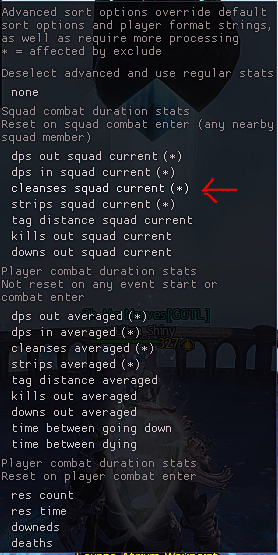 Advanced sort options override default
sort options and player format strings,
as well as require more processing
* = affected by exclude
Deselect advanced and use regular stats
none
Squad combat duration stats
Reset on squad combat enter (any nearby
squad member)
dps out squad current (*)
dps in squad current (*)
cleanses squad current (*)
strips squad current (*)
tag distance squad current
kills out squad current
downs out squad current
Player combat duration stats
Not reset on any event start or
combat enter
dps out averaged (*)
dps in averaged (*)
cleanses averaged (*)
strips averaged (*)
tag distance averaged
kills out averaged
downs out averaged
time between going down
time between dying
Player combat duration stats
Reset on player combat enter
res count
res time
downeds
deaths